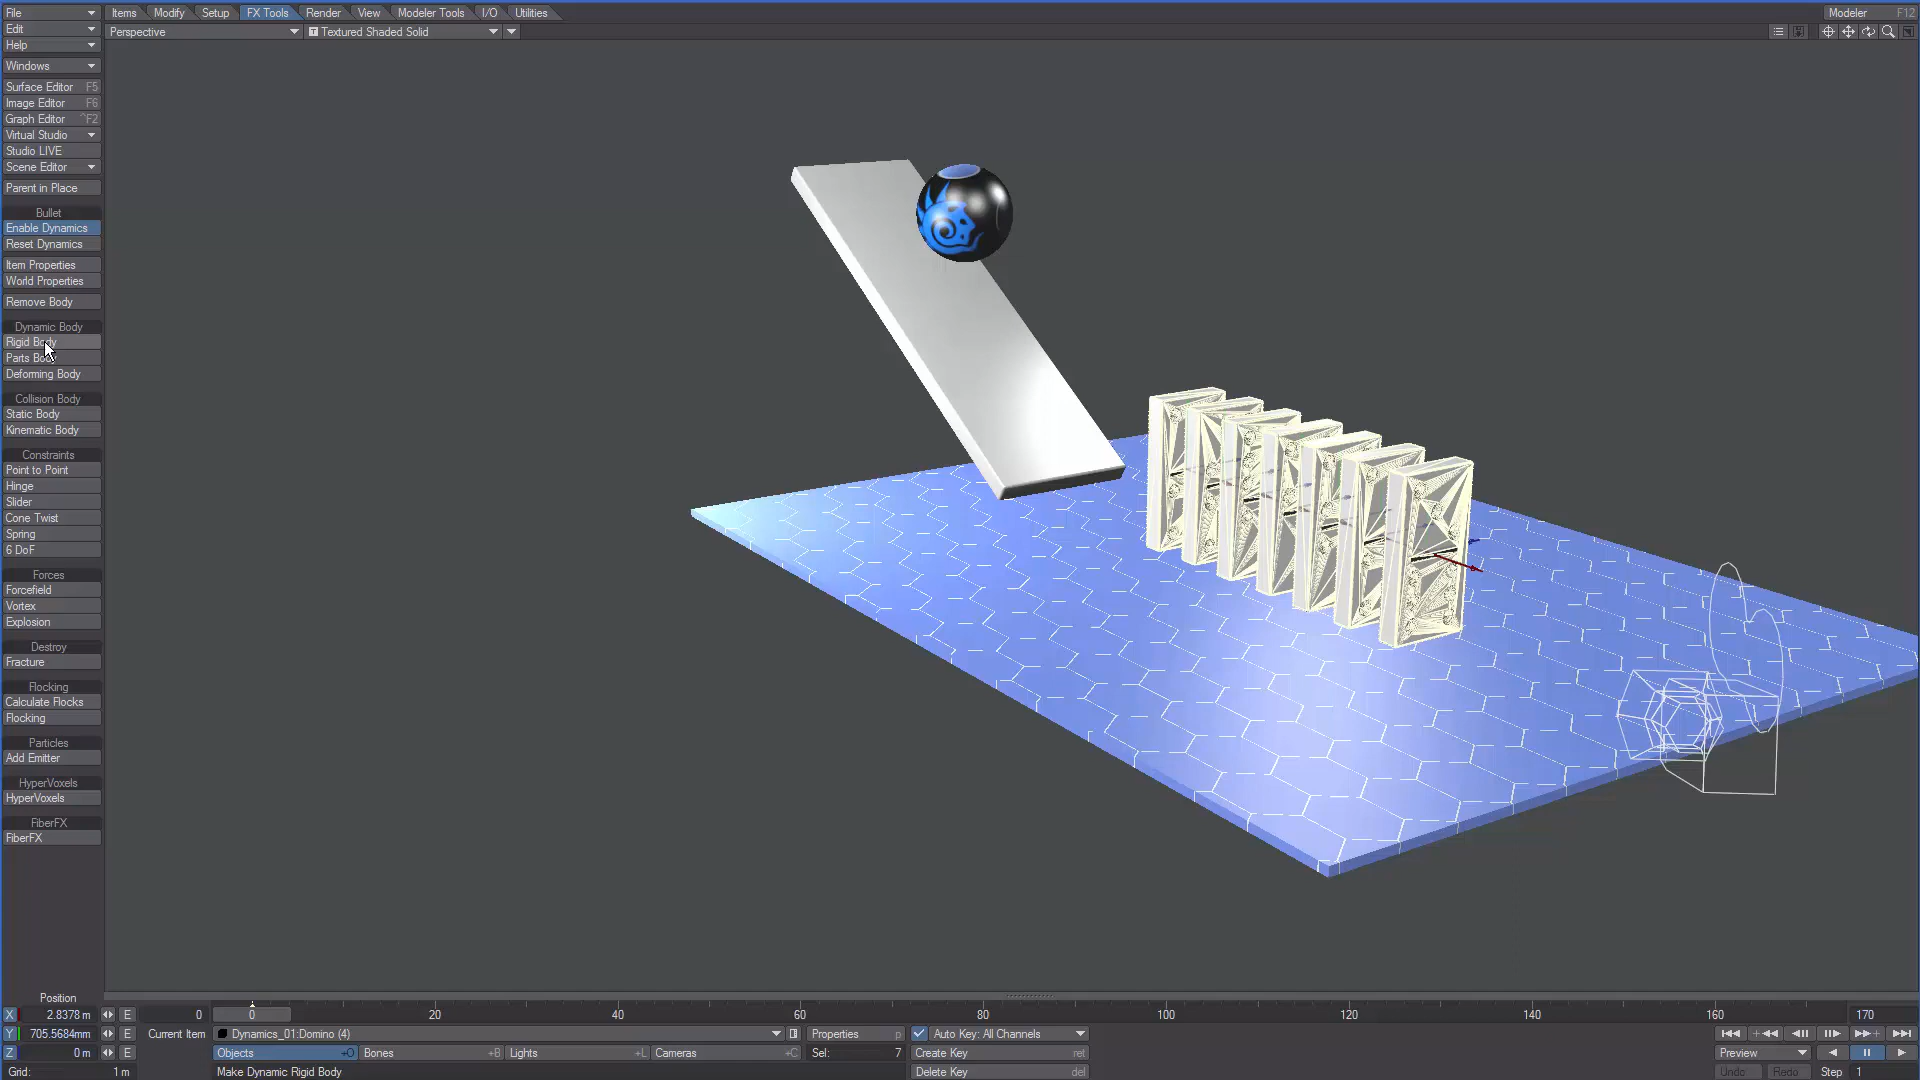 File
Items Modify Setup FX Tools Render View Modeler Tools I/O Utilities
Modeler F12
Edit
Perspective
Textured Shaded Solid
Help
Windows
Surface Editor F5
Image Editor F6
Graph Editor ^F2
Virtual Studio
Studio LIVE
Scene Editor
Parent in Place
Bullet
Enable Dynamics
Reset Dynamics
Item Properties
World Properties
Remove Body
Dynamic Body
Rigid Body
Parts Body
Deforming Body
Collision Body
Static Body
Kinematic Body
Constraints
Point to Point
Hinge
Slider
Cone Twist
Spring
6 DoF
Forces
Forcefield
Vortex
Explosion
Destroy
Fracture
Flocking
Calculate Flocks
Flocking
Particles
Add Emitter
HyperVoxels
HyperVoxels
FiberFX
FiberFX
Position
X 2.8378 m E 0 0 20 40 60 80 100 120 140 160 170
Y 705.5684mm E Current Item Dynamics_01:Domino (4) Properties p Auto Key: All Channels
Z 0 m E Objects +O Bones +B Lights +L Cameras +C Sel: 7 Create Key ret Preview
Grid: 1 m Make Dynamic Rigid Body Delete Key del Undo Redo Step 1